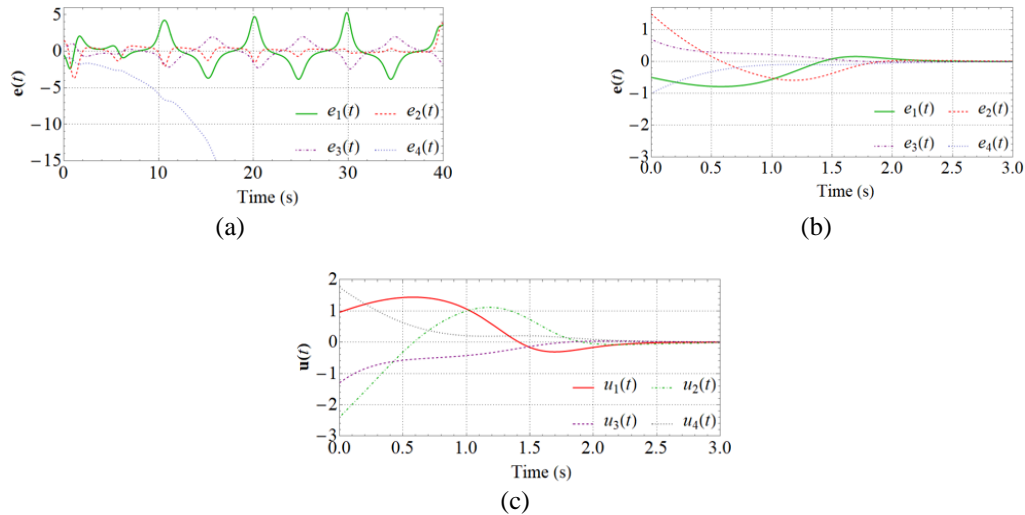 5
0
−5
−10
−15
e(t)
e1(t) e2(t)
e3(t) e4(t)
0 10 20 30 40
Time (s)
(a)
1
0
−1
−2
−3
e(t)
e1(t) e2(t)
e3(t) e4(t)
0.0 0.5 1.0 1.5 2.0 2.5 3.0
Time (s)
(b)
2
1
0
−1
−2
−3
u(t)
u1(t) u2(t)
u3(t) u4(t)
0.0 0.5 1.0 1.5 2.0 2.5 3.0
Time (s)
(c)